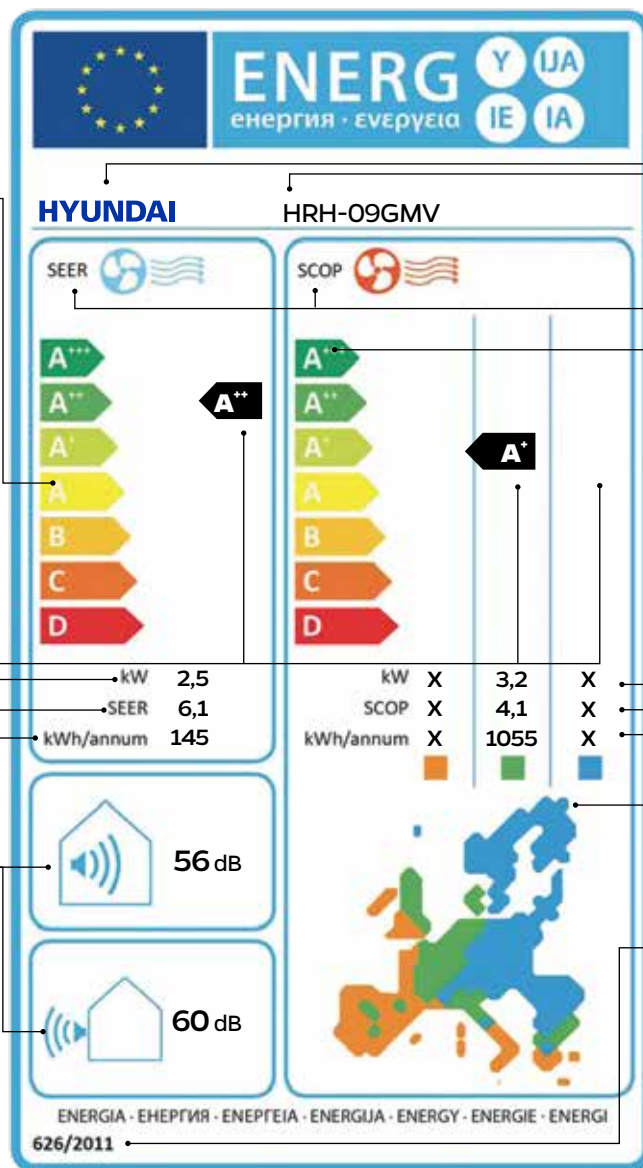 ENERG Y IJA
енергия · ενεργεια IE IA
HYUNDAI HRH-09GMV
SEER
A+++
A++ A++
A+
A
B
C
D
kW 2,5
SEER 6,1
kWh/annum 145
SCOP
A+++
A++
A+ A+
A
B
C
D
kW X 3,2 X
SCOP X 4,1 X
kWh/annum X 1055 X
56 dB
60 dB
ENERGIA · ЕНЕРГИЯ · ΕΝΕΡΓΕΙΑ · ENERGIJA · ENERGY · ENERGIE · ENERGI
626/2011